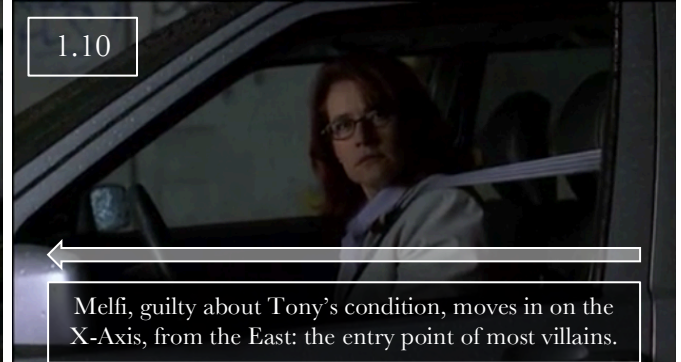 1.10
Melfi, guilty about Tony’s condition, moves in on the
X-Axis, from the East: the entry point of most villains.